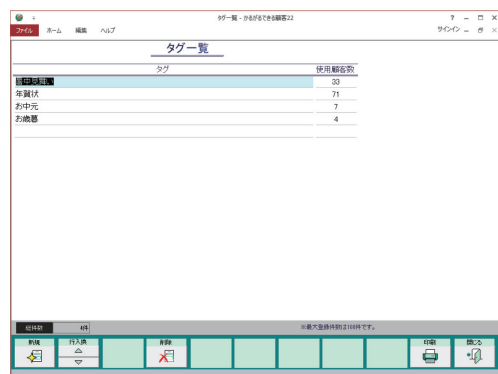 タグ一覧 - かるがるできる顧客22
サインイン
ファイル ホーム 編集 ヘルプ
タグ一覧
タグ 使用顧客数
暑中見舞い 33
年賀状 71
お中元 7
お歳暮 4
総件数 4件 ※最大登録件数は100件です。
新規 行入換 削除 印刷 閉じる